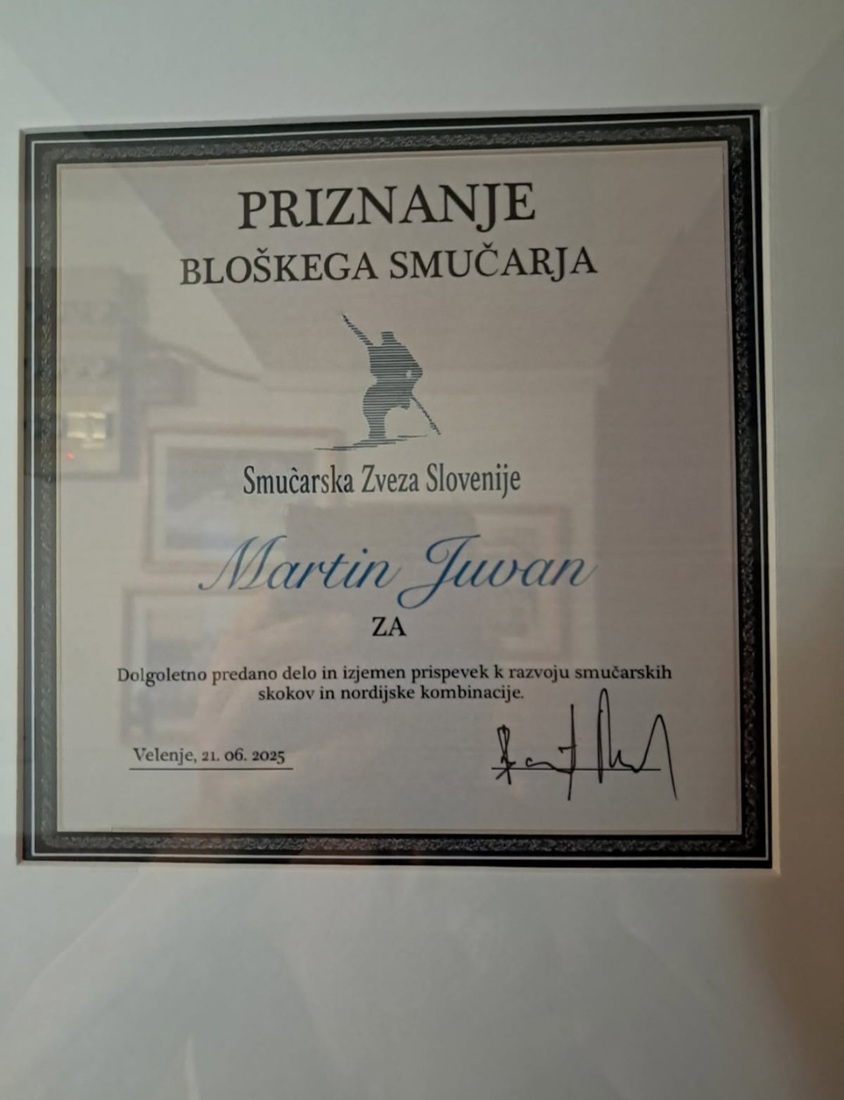 PRIZNANJE
BLOŠKEGA SMUČARJA
Smučarska Zveza Slovenije
Martin Juvan
ZA
Dolgoletno predano delo in izjemen prispevek k razvoju smučarskih
skokov in nordijske kombinacije.
Velenje, 21. 06. 2025